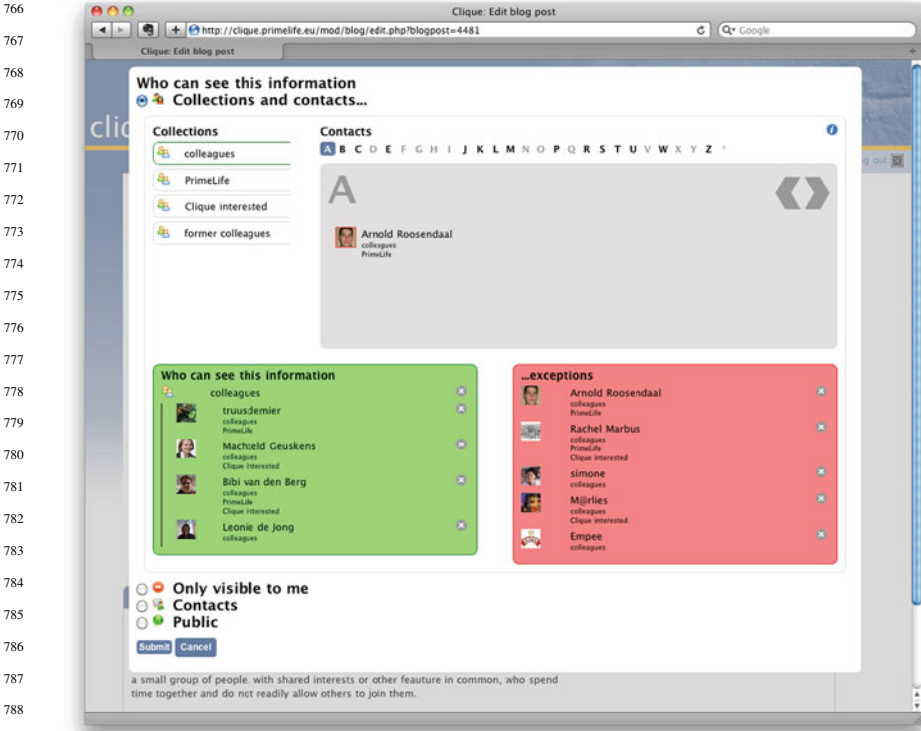 766
767
768
769
770
771
772
773
774
775
776
777
778
779
780
781
782
783
784
785
786
787
788
Clique: Edit blog post
http://clique.primelife.eu/mod/blog/edit.php?blogpost=4481
Google
Clique: Edit blog post
Who can see this information
Collections and contacts...
cliq
g out
Collections
colleagues
PrimeLife
Clique interested
former colleagues
Contacts
A B C D E F G H I J K L M N O P Q R S T U V W X Y Z *
A
Arnold Roosendaal
colleagues
PrimeLife
Who can see this information
colleagues
truusdemier
colleagues
PrimeLife
Machteld Geuskens
colleagues
Clique interested
Bibi van den Berg
colleagues
PrimeLife
Clique interested
Leonie de Jong
colleagues
...exceptions
Arnold Roosendaal
colleagues
PrimeLife
Rachel Marbus
colleagues
PrimeLife
Clique interested
simone
colleagues
M@rlies
colleagues
Clique interested
Empee
colleagues
Only visible to me
Contacts
Public
Submit Cancel
a small group of people, with shared interests or other feauture in common, who spend
time together and do not readily allow others to join them.